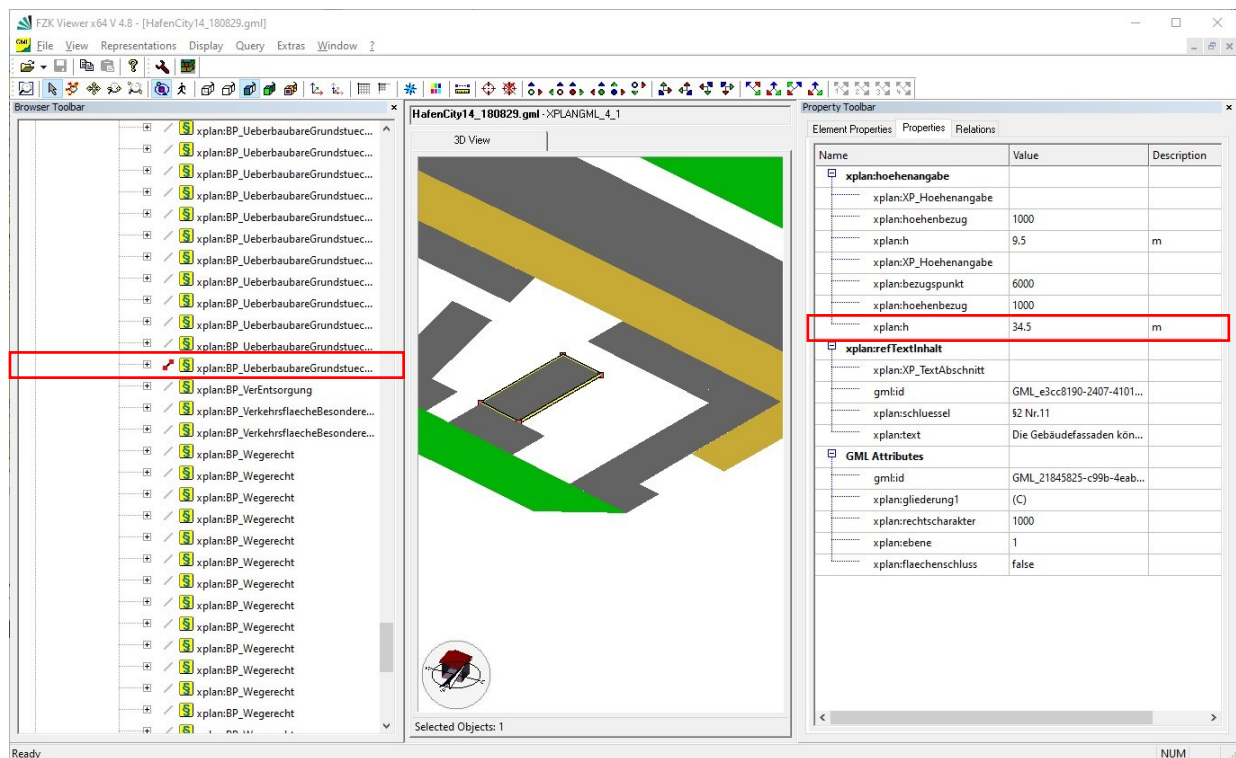 FZK Viewer x64 V 4.8 - [HafenCity14_180829.gml]
File View Representations Display Query Extras Window ?
Browser Toolbar
xplan:BP_UeberbaubareGrundstuec...
xplan:BP_UeberbaubareGrundstuec...
xplan:BP_UeberbaubareGrundstuec...
xplan:BP_UeberbaubareGrundstuec...
xplan:BP_UeberbaubareGrundstuec...
xplan:BP_UeberbaubareGrundstuec...
xplan:BP_UeberbaubareGrundstuec...
xplan:BP_UeberbaubareGrundstuec...
xplan:BP_UeberbaubareGrundstuec...
xplan:BP_UeberbaubareGrundstuec...
xplan:BP_UeberbaubareGrundstuec...
xplan:BP_UeberbaubareGrundstuec...
xplan:BP_VerEntsorgung
xplan:BP_VerkehrsflaecheBesondere...
xplan:BP_VerkehrsflaecheBesondere...
xplan:BP_Wegerecht
xplan:BP_Wegerecht
xplan:BP_Wegerecht
xplan:BP_Wegerecht
xplan:BP_Wegerecht
xplan:BP_Wegerecht
xplan:BP_Wegerecht
xplan:BP_Wegerecht
xplan:BP_Wegerecht
xplan:BP_Wegerecht
xplan:BP_Wegerecht
xplan:BP_Wegerecht
xplan:BP_Wegerecht
HafenCity14_180829.gml - XPLANGML_4_1
3D View
Selected Objects: 1
Property Toolbar
Element Properties Properties Relations
Name Value Description
xplan:hoehenangabe
xplan:XP_Hoehenangabe
xplan:hoehenbezug 1000
xplan:h 9.5 m
xplan:XP_Hoehenangabe
xplan:bezugspunkt 6000
xplan:hoehenbezug 1000
xplan:h 34.5 m
xplan:refTextInhalt
xplan:XP_TextAbschnitt
gml:id GML_e3cc8190-2407-4101...
xplan:schluessel §2 Nr.11
xplan:text Die Gebäudefassaden kön...
GML Attributes
gml:id GML_21845825-c99b-4eab...
xplan:gliederung1 (C)
xplan:rechtscharakter 1000
xplan:ebene 1
xplan:flaechenschluss false
Ready NUM